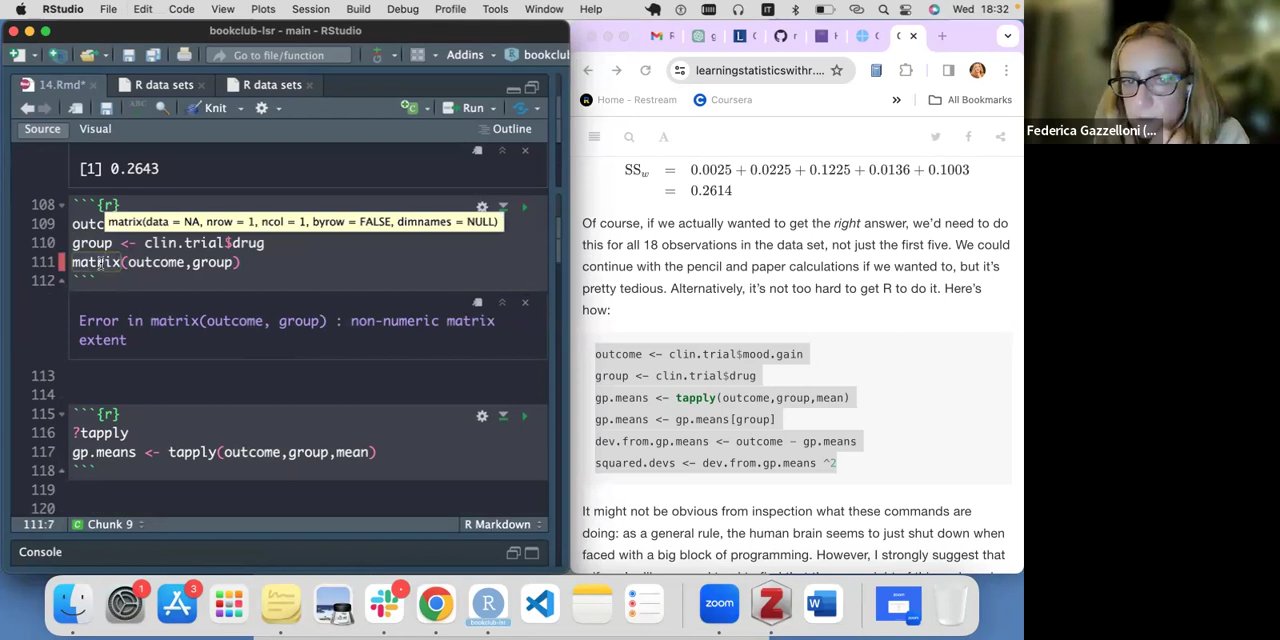 RStudio File Edit Code View Plots Session Build Debug Profile Tools Window Help Wed 18:32
bookclub-lsr - main - RStudio
Go to file/function Addins
14.Rmd* R data sets R data sets
Knit Run
Source Visual Outline
[1] 0.2643
108 ```{r}
matrix(data = NA, nrow = 1, ncol = 1, byrow = FALSE, dimnames = NULL)
109
110 group <- clin.trial$drug
111 matrix(outcome,group)
112 ```
Error in matrix(outcome, group) : non-numeric matrix
extent
113
114
115 ```{r}
116 ?tapply
117 gp.means <- tapply(outcome,group,mean)
118 ```
119
120
111:7 Chunk 9 R Markdown
Console
learningstatisticswithr....
Home - Restream Coursera » All Bookmarks
SSw = 0.0025 + 0.0225 + 0.1225 + 0.0136 + 0.1003
= 0.2614
Of course, if we actually wanted to get the right answer, we'd need to
do this for all 18 observations in the data set, not just the first five. We could
continue with the pencil and paper calculations if we wanted to, but it's
pretty tedious. Alternatively, it's not too hard to get R to do it. Here's
how:
outcome <- clin.trial$mood.gain
group <- clin.trial$drug
gp.means <- tapply(outcome,group,mean)
gp.means <- gp.means[group]
dev.from.gp.means <- outcome - gp.means
squared.devs <- dev.from.gp.means ^2
It might not be obvious from inspection what these commands are
doing: as a general rule, the human brain seems to just shut down when
faced with a big block of programming. However, I strongly suggest that
Federica Gazzelloni (...
zoom